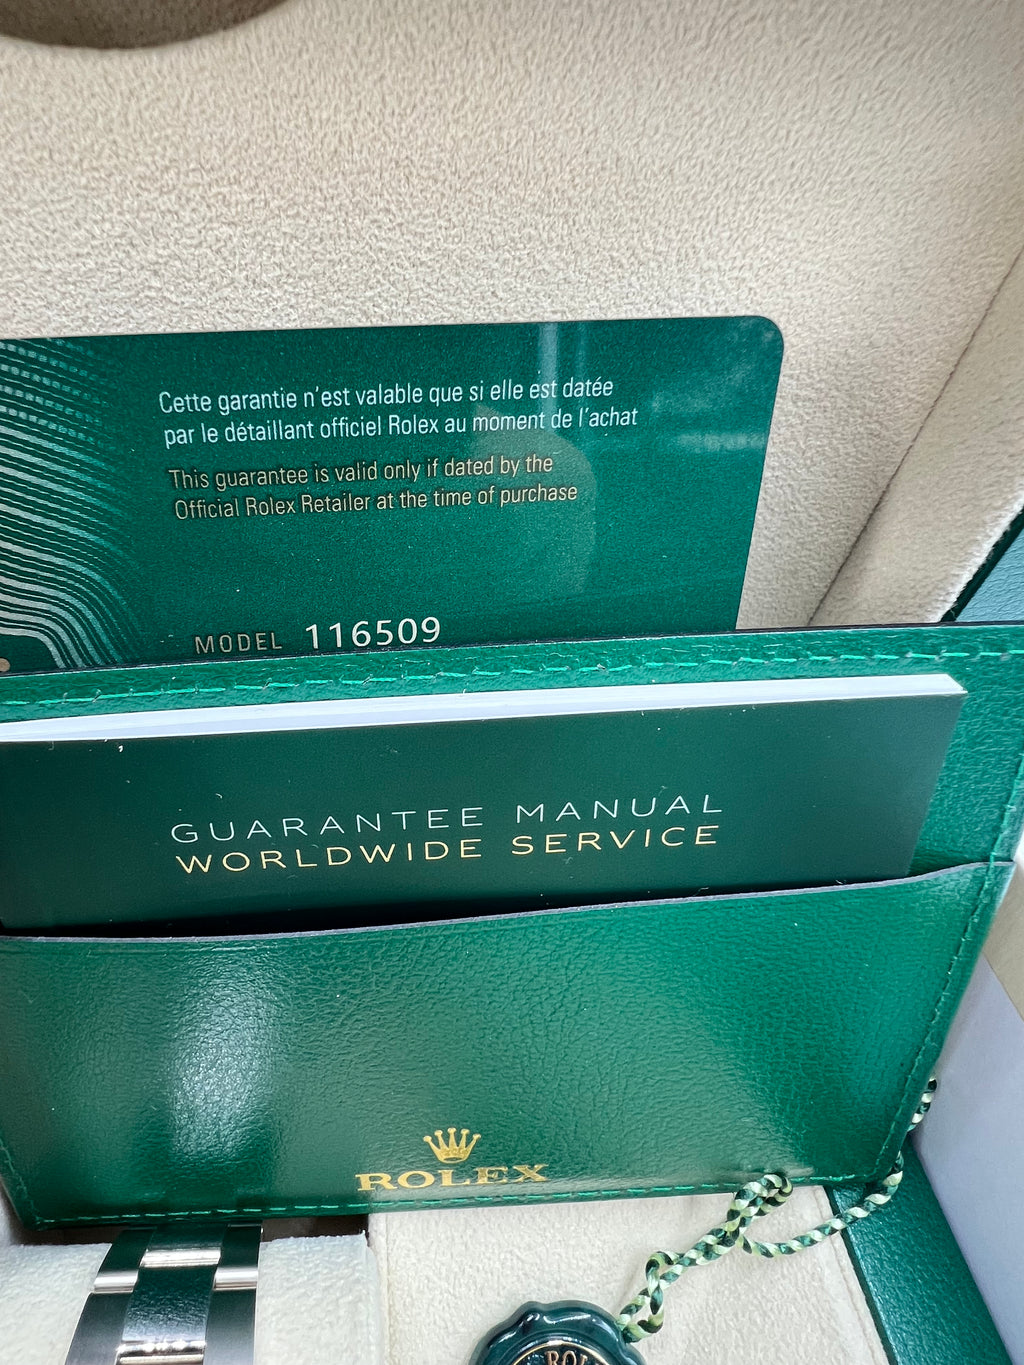 Cette garantie n'est valable que si elle est datée
par le détaillant officiel Rolex au moment de l'achat
This guarantee is valid only if dated by the
Official Rolex Retailer at the time of purchase
MODEL 116509
GUARANTEE MANUAL
WORLDWIDE SERVICE
ROLEX